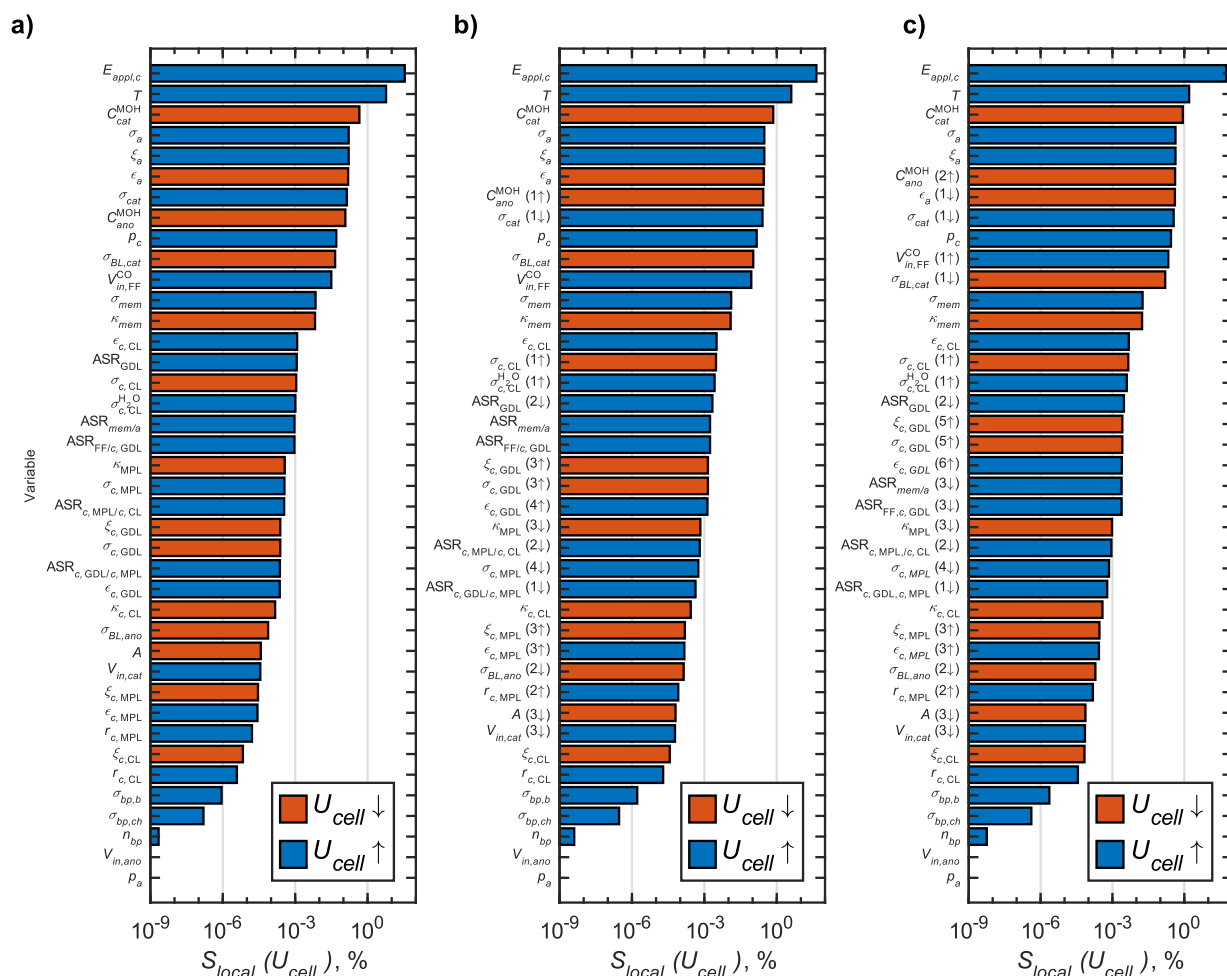 a)
Variable
E_appl,c
T
C_cat^MOH
σ_a
ξ_a
ϵ_a
σ_cat
C_ano^MOH
p_c
σ_BL,cat
V_in,FF^CO
σ_mem
κ_mem
ϵ_c,CL
ASR_GDL
σ_c,CL
σ_c,CL^H₂O
ASR_mem/a
ASR_FF/c,GDL
κ_MPL
σ_c,MPL
ASR_c,MPL/c,CL
ξ_c,GDL
σ_c,GDL
ASR_c,GDL/c,MPL
ϵ_c,GDL
κ_c,CL
σ_BL,ano
A
V_in,cat
ξ_c,MPL
ϵ_c,MPL
r_c,MPL
ξ_c,CL
r_c,CL
σ_bp,b
σ_bp,ch
n_bp
V_in,ano
p_a
U_cell ↓
U_cell ↑
10⁻⁹ 10⁻⁶ 10⁻³ 10⁰
S_local (U_cell), %
b)
E_appl,c
T
C_cat^MOH
σ_a
ξ_a
ϵ_a
C_ano^MOH (1↑)
σ_cat (1↓)
p_c
σ_BL,cat
V_in,FF^CO
σ_mem
κ_mem
ϵ_c,CL
σ_c,CL (1↑)
σ_c,CL^H₂O (1↑)
ASR_GDL (2↓)
ASR_mem/a
ASR_FF/c,GDL
ξ_c,GDL (3↑)
σ_c,GDL (3↑)
ϵ_c,GDL (4↑)
κ_MPL (3↓)
ASR_c,MPL/c,CL (2↓)
σ_c,MPL (4↓)
ASR_c,GDL/c,MPL (1↓)
κ_c,CL
ξ_c,MPL (3↑)
ϵ_c,MPL (3↑)
σ_BL,ano (2↓)
r_c,MPL (2↑)
A (3↓)
V_in,cat (3↓)
ξ_c,CL
r_c,CL
σ_bp,b
σ_bp,ch
n_bp
V_in,ano
p_a
U_cell ↓
U_cell ↑
10⁻⁹ 10⁻⁶ 10⁻³ 10⁰
S_local (U_cell), %
c)
E_appl,c
T
C_cat^MOH
σ_a
ξ_a
C_ano^MOH (2↑)
ϵ_a (1↓)
σ_cat (1↓)
p_c
V_in,FF^CO (1↑)
σ_BL,cat (1↓)
σ_mem
κ_mem
ϵ_c,CL
σ_c,CL (1↑)
σ_c,CL^H₂O (1↑)
ASR_GDL (2↓)
ξ_c,GDL (5↑)
σ_c,GDL (5↑)
ϵ_c,GDL (6↑)
ASR_mem/a (3↓)
ASR_FF,c,GDL (3↓)
κ_MPL (3↓)
ASR_c,MPL,/c,CL (2↓)
σ_c,MPL (4↓)
ASR_c,GDL,c,MPL (1↓)
κ_c,CL
ξ_c,MPL (3↑)
ϵ_c,MPL (3↑)
σ_BL,ano (2↓)
r_c,MPL (2↑)
A (3↓)
V_in,cat (3↓)
ξ_c,CL
r_c,CL
σ_bp,b
σ_bp,ch
n_bp
V_in,ano
p_a
U_cell ↓
U_cell ↑
10⁻⁹ 10⁻⁶ 10⁻³ 10⁰
S_local (U_cell), %